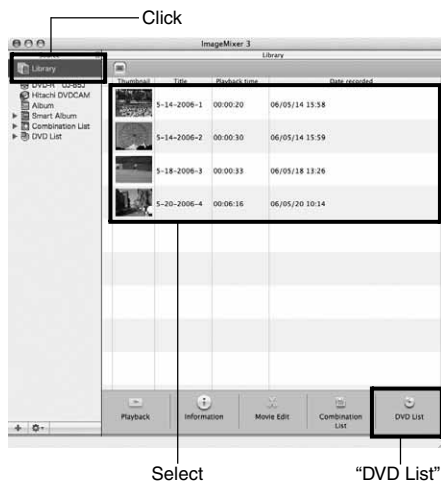 Click
ImageMixer 3
Library
Library
Thumbnail Title Playback time Date recorded
DVD-R UJ-85J
Hitachi DVDCAM
Album
Smart Album
Combination List
DVD List
5-14-2006-1 00:00:20 06/05/14 15:58
5-14-2006-2 00:00:30 06/05/14 15:59
5-18-2006-3 00:00:33 06/05/18 13:26
5-20-2006-4 00:06:16 06/05/20 10:14
Playback Information Movie Edit Combination List DVD List
Select "DVD List"